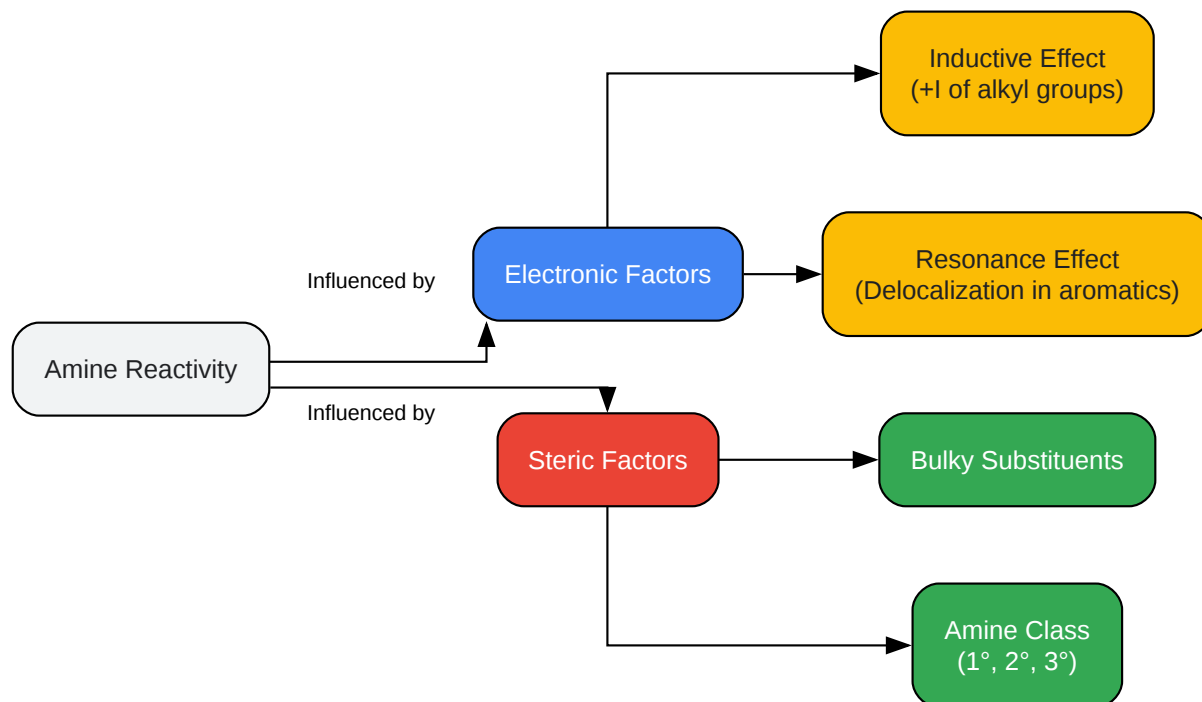 Inductive Effect
(+I of alkyl groups)
Resonance Effect
(Delocalization in aromatics)
Influenced by
Electronic Factors
Amine Reactivity
Influenced by
Steric Factors
Bulky Substituents
Amine Class
(1°, 2°, 3°)